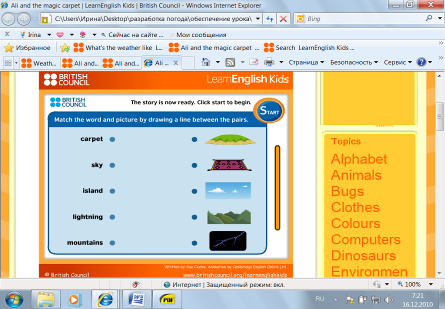 Ali and the magic carpet | LearnEnglish Kids | British Council - Windows Internet Explorer
C:\Users\Ирина\Desktop\разработка погода\обеспечение урока\
Bing
Irina
Сейчас на сайте ...
Мои сообщения
Избранное
What's the weather like
Ali and the magic carpet ...
Search LearnEnglish Kids ...
Weath...
Ali and...
Ali and...
Ali ...
Страница
Безопасность
Сервис
BRITISH COUNCIL
LearnEnglish Kids
BRITISH COUNCIL
The story is now ready. Click start to begin.
START
Match the word and picture by drawing a line between the pairs.
carpet
sky
island
lightning
mountains
Topics
Alphabet
Animals
Bugs
Clothes
Colours
Computers
Dinosaurs
Environmen
© British Council
www.britishcouncil.org/learnenglishkids
Интернет | Защищенный режим: вкл.
100%
RU
7:21
16.12.2010